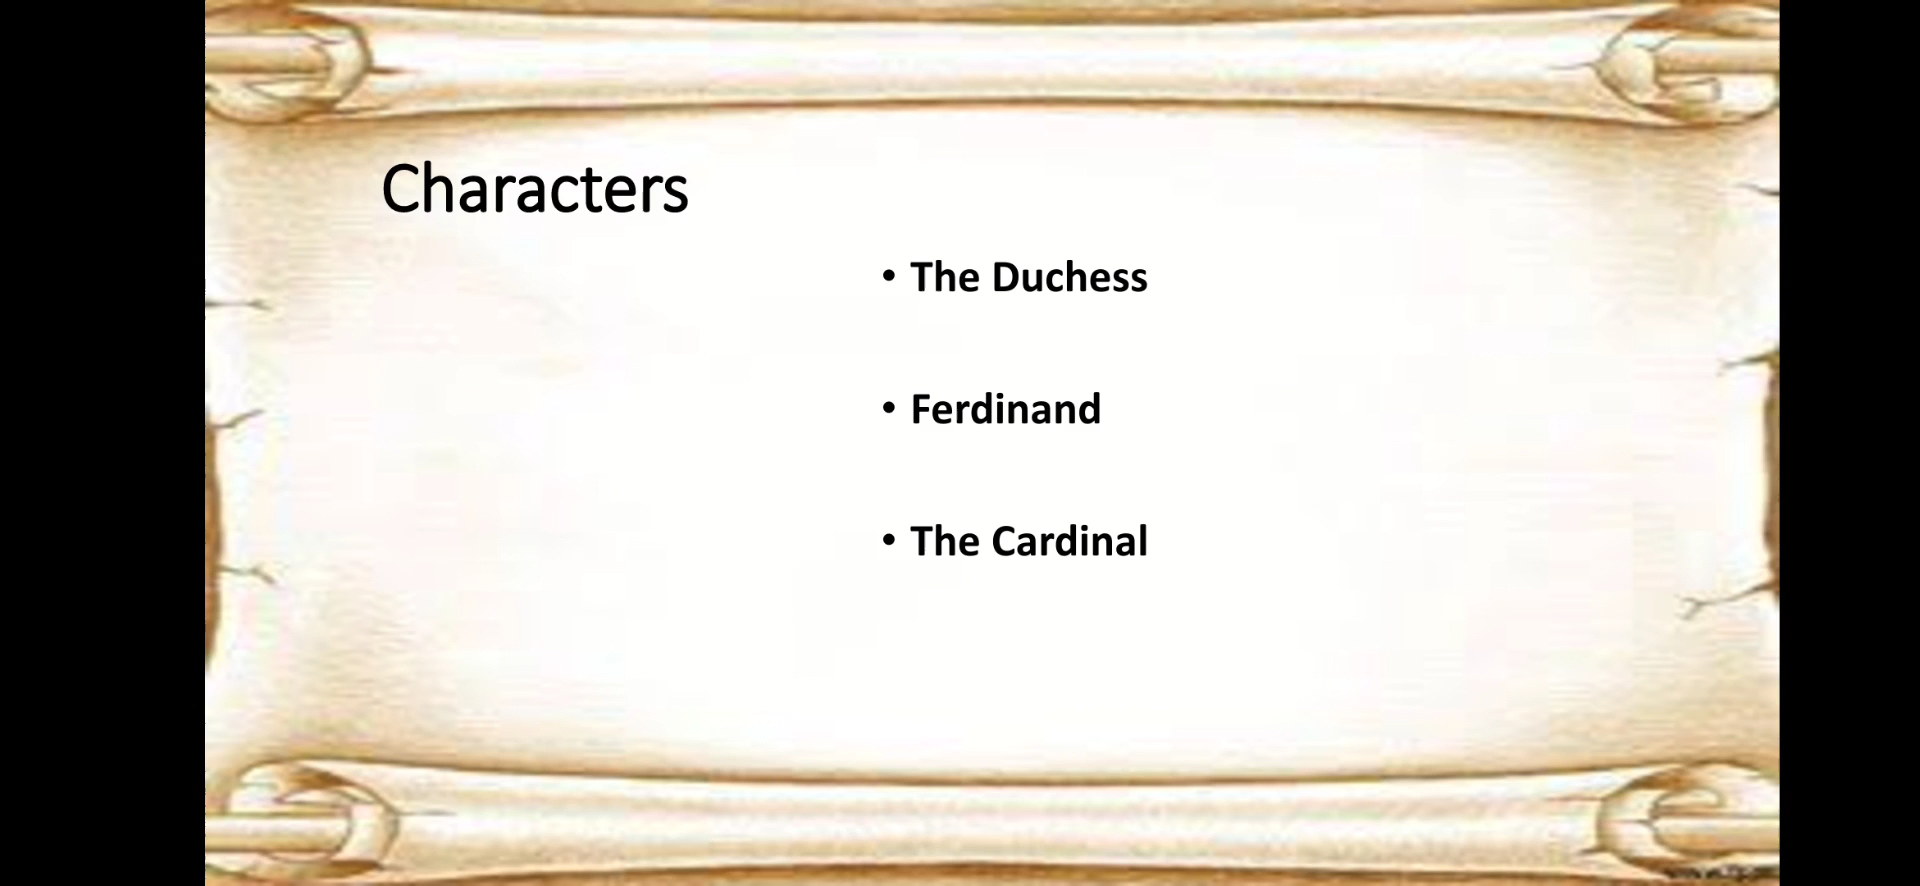 Characters
• The Duchess
• Ferdinand
• The Cardinal